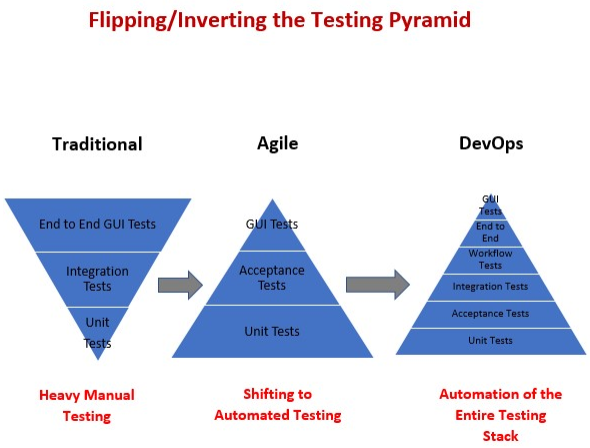 Flipping/Inverting the Testing Pyramid
Traditional
Agile
DevOps
End to End GUI Tests
Integration
Tests
Unit
Tests
GUI Tests
Acceptance
Tests
Unit Tests
GUI
Tests
End to
End
Workflow
Tests
Integration Tests
Acceptance Tests
Unit Tests
Heavy Manual
Testing
Shifting to
Automated Testing
Automation of the
Entire Testing
Stack